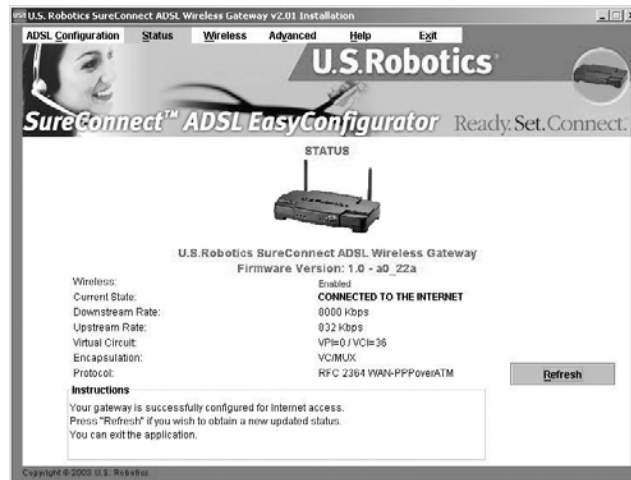 U.S. Robotics SureConnect ADSL Wireless Gateway v2.01 Installation
ADSL Configuration Status Wireless Advanced Help Exit
U.S.Robotics
SureConnect™ ADSL EasyConfigurator Ready. Set. Connect.
STATUS
U.S.Robotics SureConnect ADSL Wireless Gateway
Firmware Version: 1.0 - a0_22a
Wireless: Enabled
Current State: CONNECTED TO THE INTERNET
Downstream Rate: 8000 Kbps
Upstream Rate: 832 Kbps
Virtual Circuit: VPI=0 / VCI=36
Encapsulation: VC/MUX
Protocol: RFC 2364 WAN-PPPoverATM
Refresh
Instructions
Your gateway is successfully configured for Internet access.
Press "Refresh" if you wish to obtain a new updated status.
You can exit the application.
Copyright © 2003 U.S. Robotics